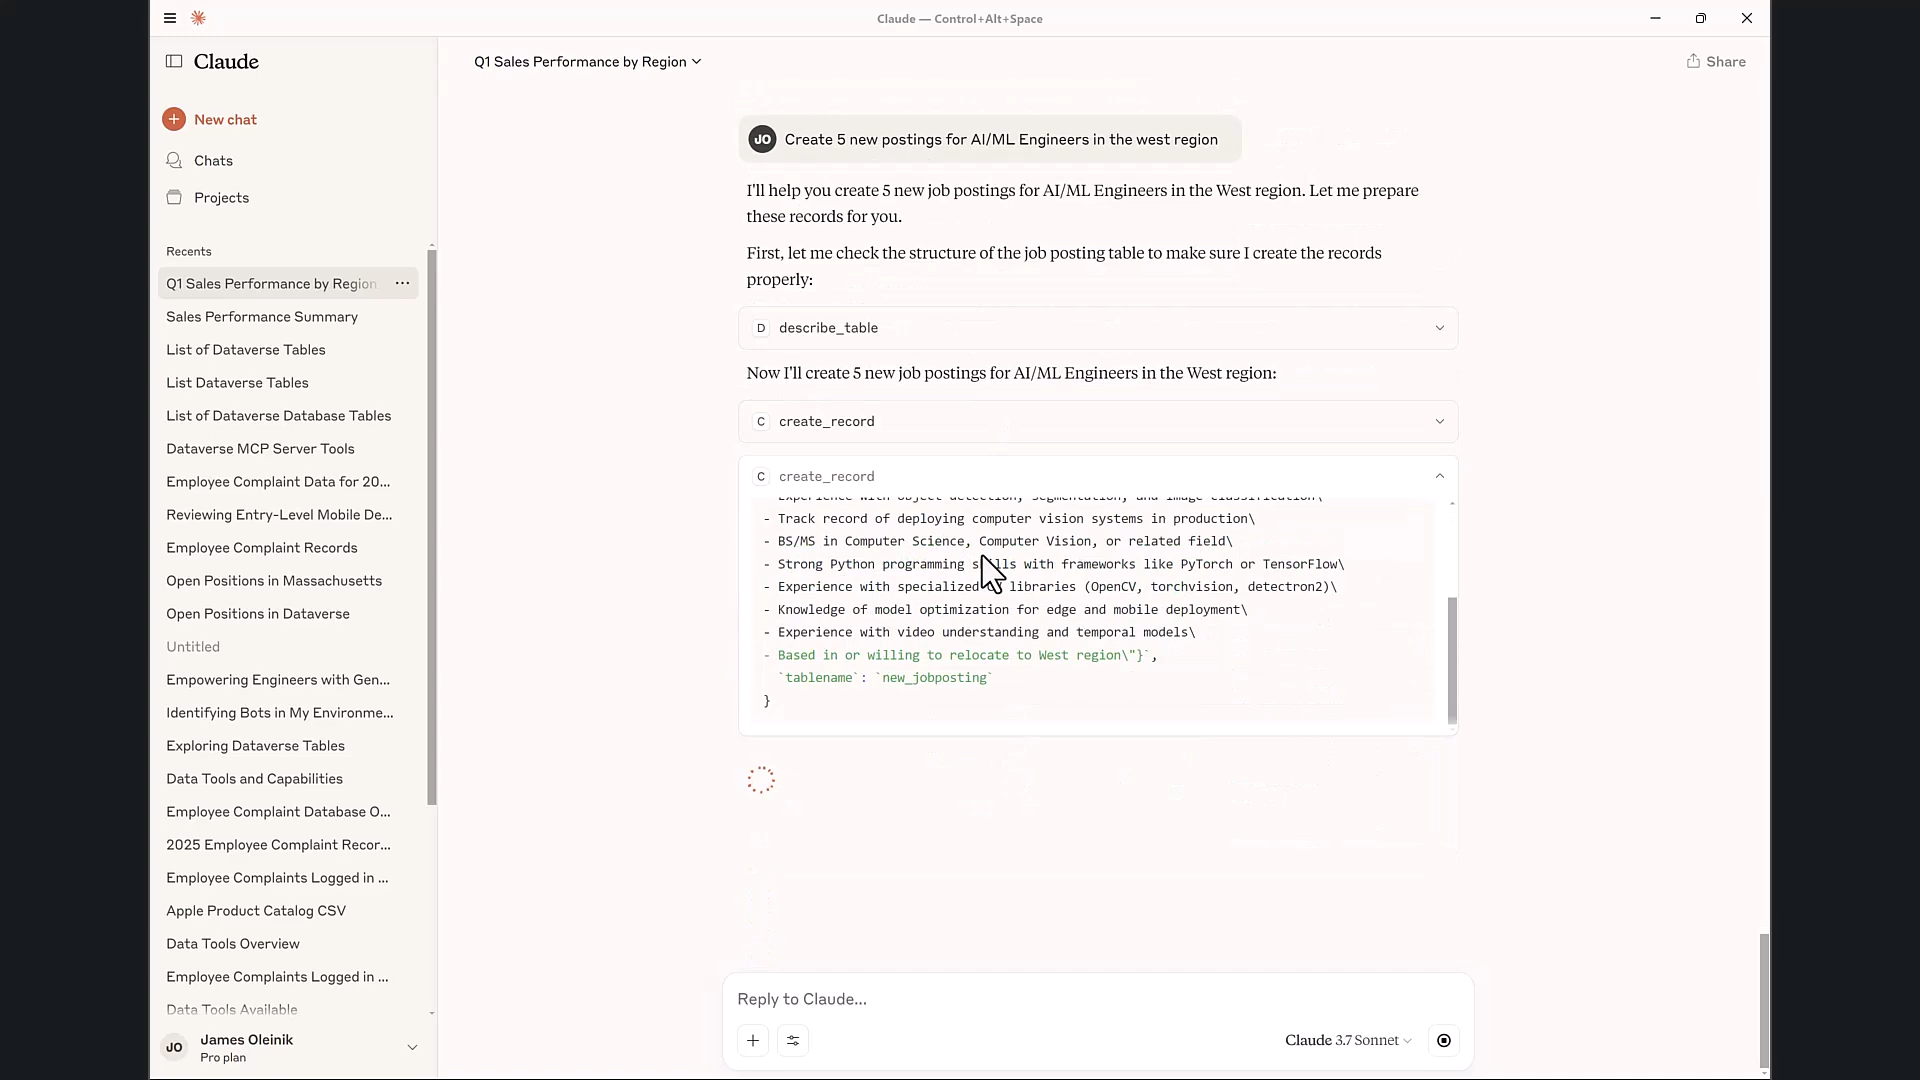 Claude — Control+Alt+Space
Claude
New chat
Chats
Projects
Recents
Q1 Sales Performance by Region
Sales Performance Summary
List of Dataverse Tables
List Dataverse Tables
List of Dataverse Database Tables
Dataverse MCP Server Tools
Employee Complaint Data for 20...
Reviewing Entry-Level Mobile De...
Employee Complaint Records
Open Positions in Massachusetts
Open Positions in Dataverse
Untitled
Empowering Engineers with Gen...
Identifying Bots in My Environme...
Exploring Dataverse Tables
Data Tools and Capabilities
Employee Complaint Database O...
2025 Employee Complaint Recor...
Employee Complaints Logged in ...
Apple Product Catalog CSV
Data Tools Overview
Employee Complaints Logged in ...
Data Tools Available
JO
James Oleinik
Pro plan
Q1 Sales Performance by Region
Share
JO Create 5 new postings for AI/ML Engineers in the west region
I'll help you create 5 new job postings for AI/ML Engineers in the West region. Let me prepare
these records for you.
First, let me check the structure of the job posting table to make sure I create the records
properly:
D describe_table
Now I'll create 5 new job postings for AI/ML Engineers in the West region:
C create_record
C create_record
Experience with object detection, segmentation, and image classification\
- Track record of deploying computer vision systems in production\
- BS/MS in Computer Science, Computer Vision, or related field\
- Strong Python programming skills with frameworks like PyTorch or TensorFlow\
- Experience with specialized libraries (OpenCV, torchvision, detectron2)\
- Knowledge of model optimization for edge and mobile deployment\
- Experience with video understanding and temporal models\
- Based in or willing to relocate to West region\"}`,
`tablename`: `new_jobposting`
}
Reply to Claude...
Claude 3.7 Sonnet